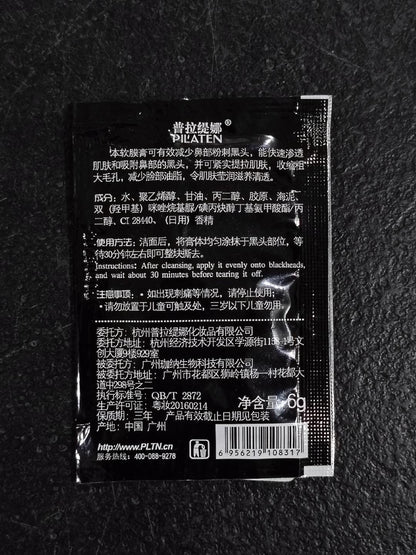 普拉缇娜®
PIL'ATEN
本软膜膏可有效减少鼻部粉刺黑头，能快速渗透
肌肤和吸附鼻部的黑头，并可紧实提拉肌肤，收缩粗
大毛孔，减少脸部油脂，令肌肤莹润滋养清透。
成分：水、聚乙烯醇、甘油、丙二醇、胶原、海泥、
双（羟甲基）咪唑烷基脲/碘丙炔醇丁基氨甲酸酯/丙
二醇、CI 28440、（日用）香精
使用方法：洁面后，将膏体均匀涂抹于黑头部位，等
待30分钟左右即可整块撕去。
Instructions: After cleansing, apply it evenly onto blackheads,
and wait about 30 minutes before tearing it off.
注意事项：·如出现刺痛等情况，请停止使用；
·请勿放置于儿童可触及处，三岁以下儿童勿用。
委托方：杭州普拉缇娜化妆品有限公司
委托方地址：杭州经济技术开发区学源街1158-1号文
创大厦9楼929室
被委托方：广州珈纳生物科技有限公司
被委托方地址：广州市花都区狮岭镇杨一村花都大
道中298号之二
执行标准号：QB/T 2872
生产许可证：粤妆20160214
净含量：6g
保质期：三年 产品有效截止日期见包装
产地：中国 广州
http://www.PLTN.cn
服务热线：400-088-9278
6 956219 108317